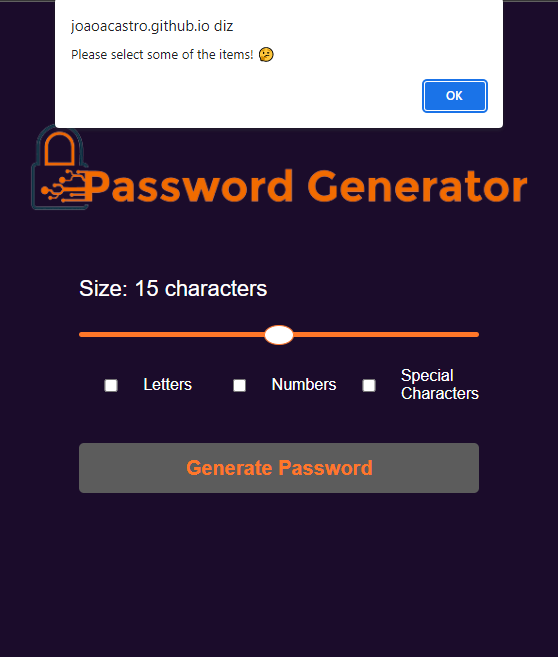 joaoacastro.github.io diz
Please select some of the items! 🤔
OK
Password Generator
Size: 15 characters
Letters
Numbers
Special
Characters
Generate Password